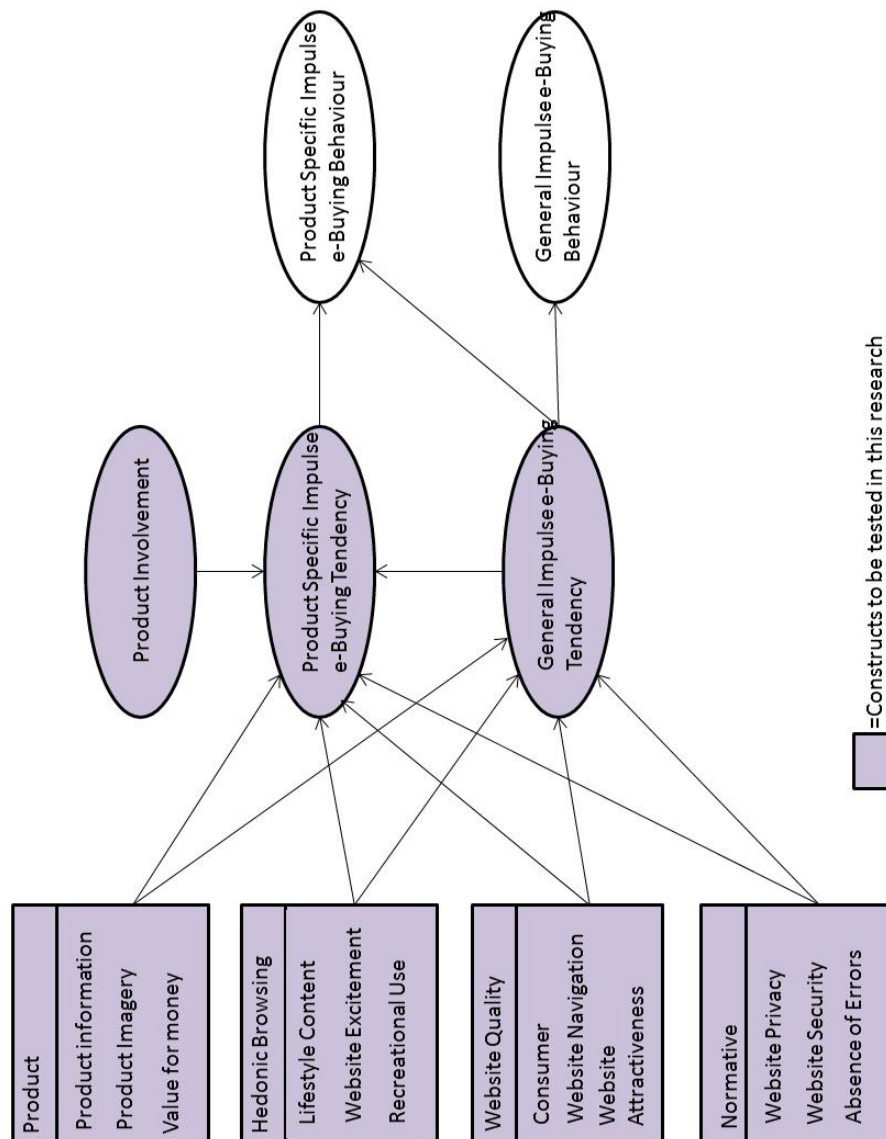 Product
Product information
Product Imagery
Value for money
Hedonic Browsing
Lifestyle Content
Website Excitement
Recreational Use
Website Quality
Consumer
Website Navigation
Website
Attractiveness
Normative
Website Privacy
Website Security
Absence of Errors
Product Involvement
Product Specific Impulse
e-Buying Tendency
General Impulse e-Buying
Tendency
Product Specific Impulse
e-Buying Behaviour
General Impulse e-Buying
Behaviour
=Constructs to be tested in this research